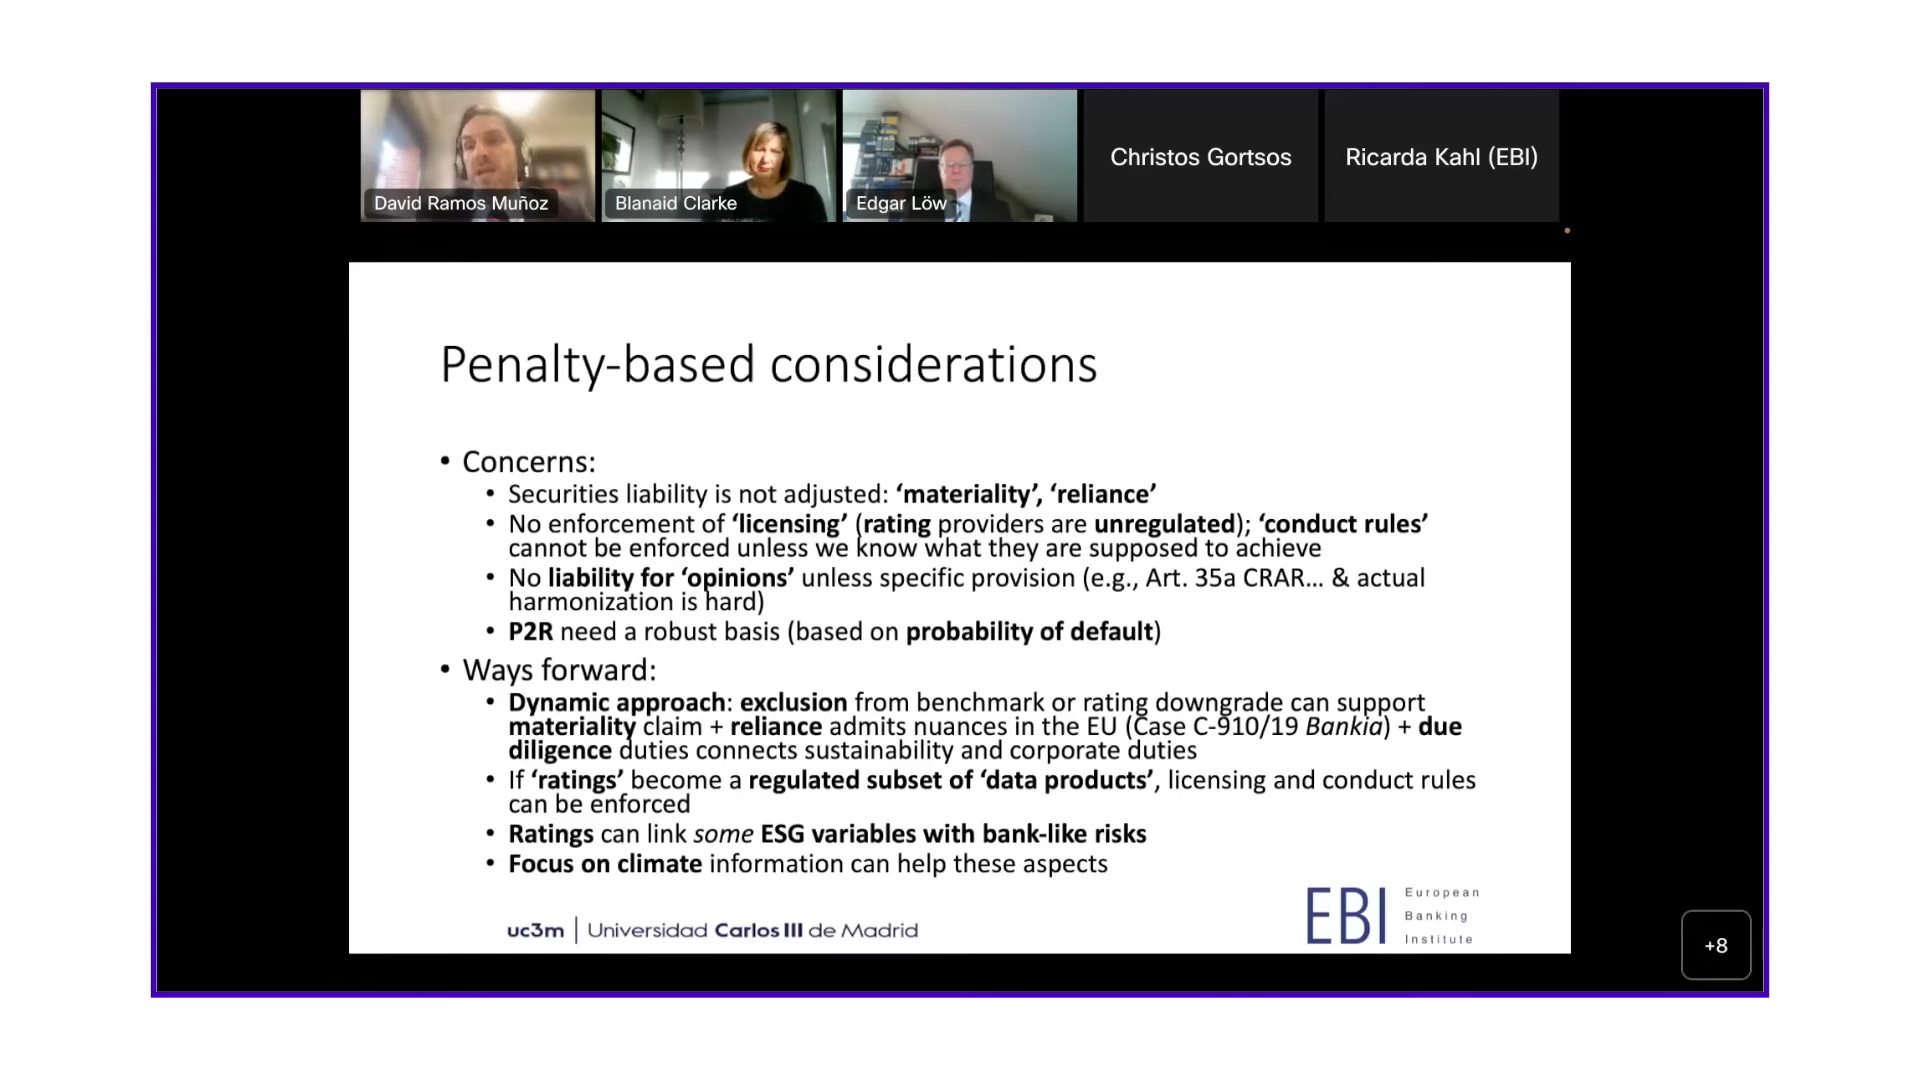 David Ramos Muñoz
Blanaid Clarke
Edgar Löw
Christos Gortsos
Ricarda Kahl (EBI)
Penalty-based considerations
• Concerns:
• Securities liability is not adjusted: ‘materiality’, ‘reliance’
• No enforcement of ‘licensing’ (rating providers are unregulated); ‘conduct rules’
cannot be enforced unless we know what they are supposed to achieve
• No liability for ‘opinions’ unless specific provision (e.g., Art. 35a CRAR… & actual
harmonization is hard)
• P2R need a robust basis (based on probability of default)
• Ways forward:
• Dynamic approach: exclusion from benchmark or rating downgrade can support
materiality claim + reliance admits nuances in the EU (Case C-910/19 Bankia) + due
diligence duties connects sustainability and corporate duties
• If ‘ratings’ become a regulated subset of ‘data products’, licensing and conduct rules
can be enforced
• Ratings can link some ESG variables with bank-like risks
• Focus on climate information can help these aspects
uc3m | Universidad Carlos III de Madrid
EBI
European
Banking
Institute
+8